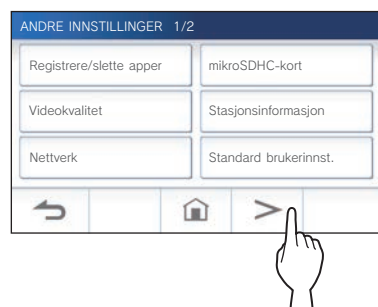 ANDRE INNSTILLINGER 1/2
Registrere/slette apper
mikroSDHC-kort
Videokvalitet
Stasjonsinformasjon
Nettverk
Standard brukerinnst.